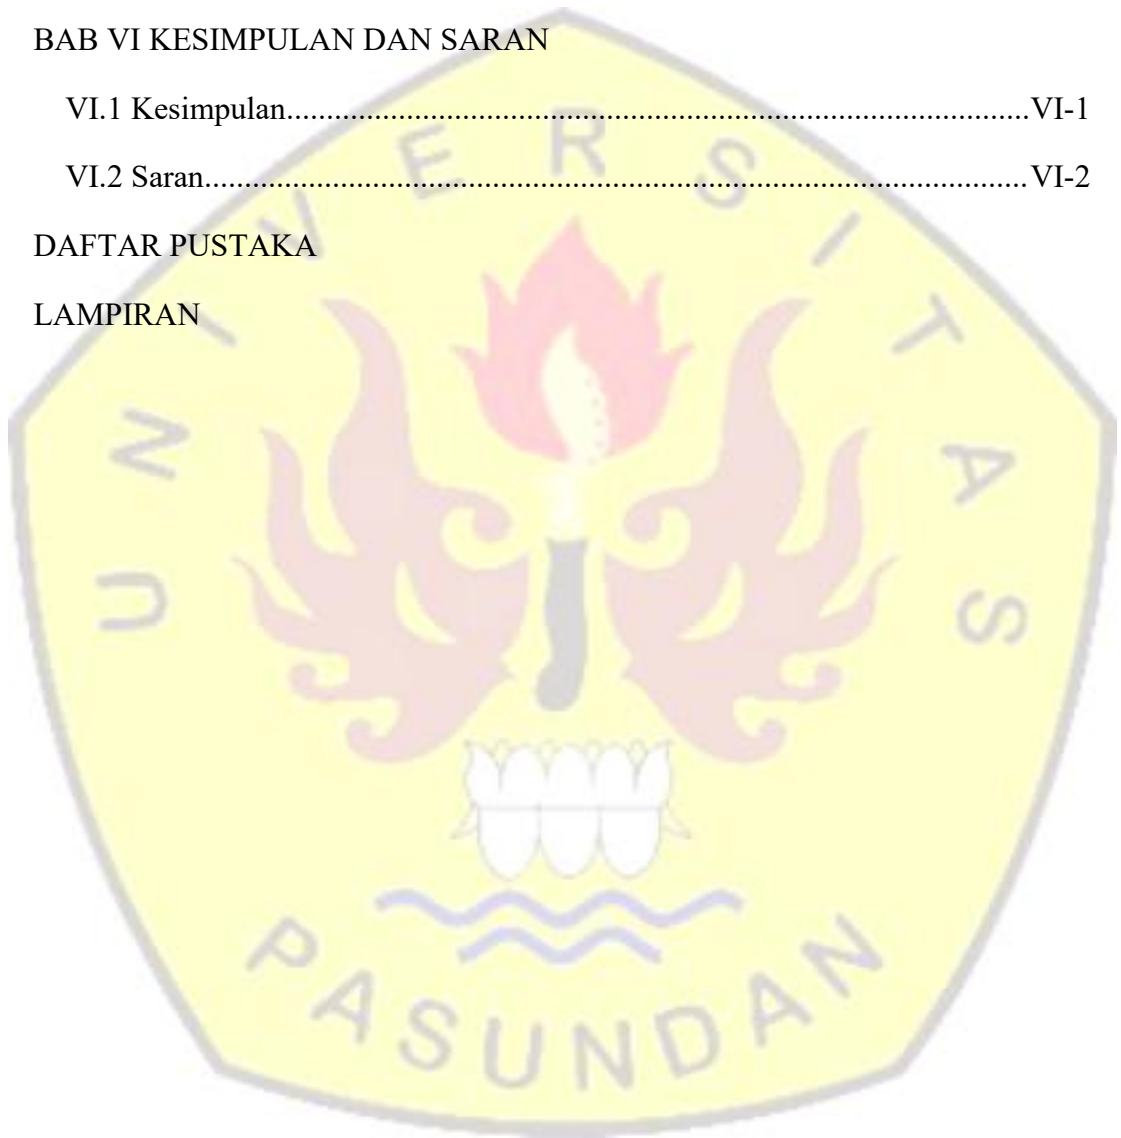 BAB VI KESIMPULAN DAN SARAN
VI.1 Kesimpulan............................................................................................VI-1
VI.2 Saran......................................................................................................VI-2
DAFTAR PUSTAKA
LAMPIRAN
UNIVERSITAS
PASUNDAN